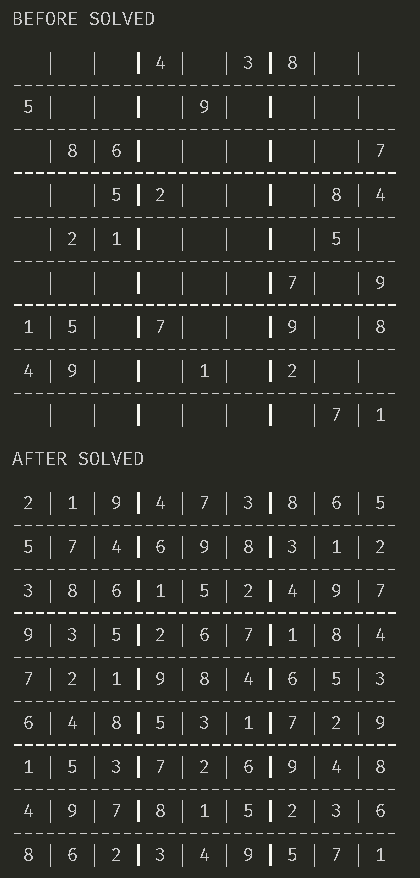 BEFORE SOLVED
4 3 8
5 9
8 6 7
5 2 8 4
2 1 5
7 9
1 5 7 9 8
4 9 1 2
7 1
AFTER SOLVED
2 1 9 4 7 3 8 6 5
5 7 4 6 9 8 3 1 2
3 8 6 1 5 2 4 9 7
9 3 5 2 6 7 1 8 4
7 2 1 9 8 4 6 5 3
6 4 8 5 3 1 7 2 9
1 5 3 7 2 6 9 4 8
4 9 7 8 1 5 2 3 6
8 6 2 3 4 9 5 7 1